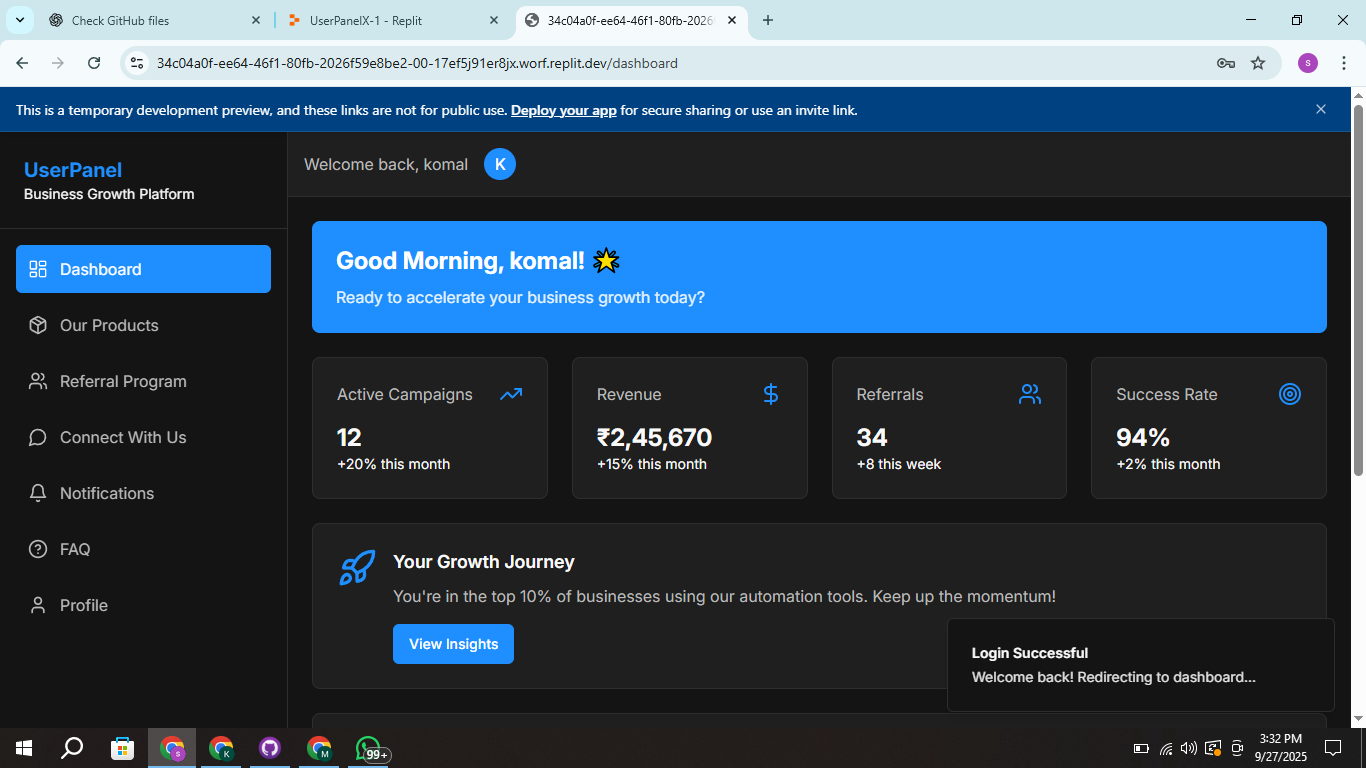 Check GitHub files
UserPanelX-1 - Replit
34c04a0f-ee64-46f1-80fb-2026
34c04a0f-ee64-46f1-80fb-2026f59e8be2-00-17ef5j91er8jx.worf.replit.dev/dashboard
s
This is a temporary development preview, and these links are not for public use. Deploy your app for secure sharing or use an invite link.
UserPanel
Business Growth Platform
Dashboard
Our Products
Referral Program
Connect With Us
Notifications
FAQ
Profile
Welcome back, komal
K
Good Morning, komal! 🌟
Ready to accelerate your business growth today?
Active Campaigns
12
+20% this month
Revenue
₹2,45,670
+15% this month
Referrals
34
+8 this week
Success Rate
94%
+2% this month
Your Growth Journey
You're in the top 10% of businesses using our automation tools. Keep up the momentum!
View Insights
Login Successful
Welcome back! Redirecting to dashboard...
s
K
M
99+
3:32 PM
9/27/2025